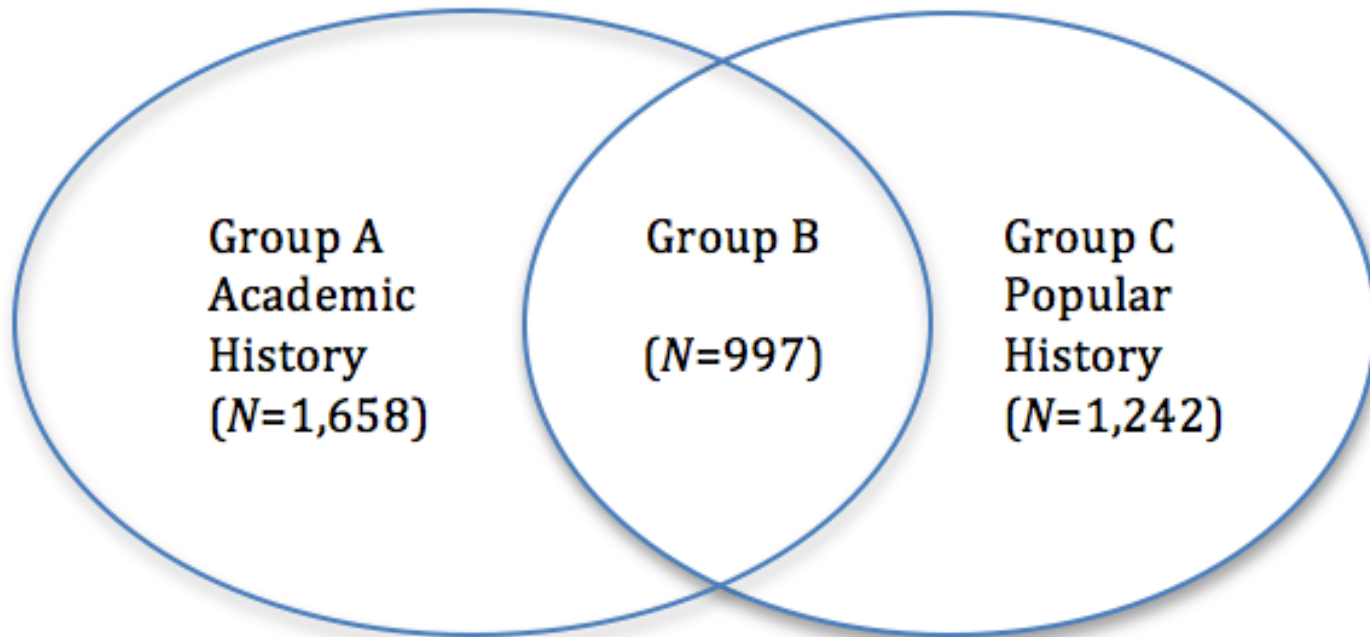 Group A
Academic
History
(N=1,658)
Group B
(N=997)
Group C
Popular
History
(N=1,242)